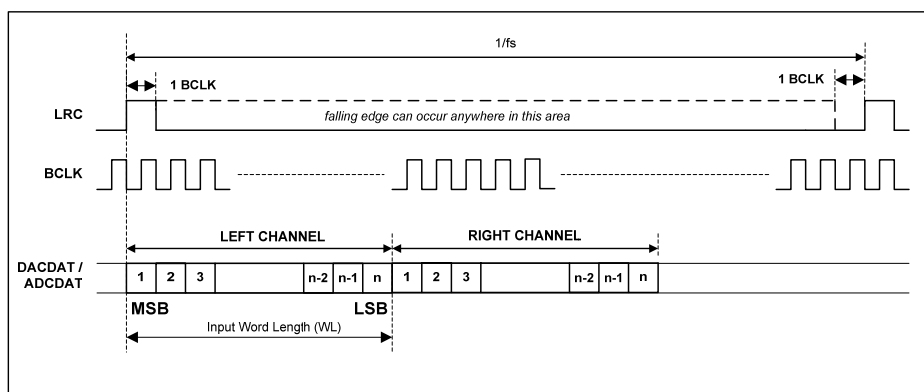 1/fs
1 BCLK
1 BCLK
LRC
falling edge can occur anywhere in this area
BCLK
LEFT CHANNEL
RIGHT CHANNEL
DACDAT /
ADCDAT
1 2 3 n-2 n-1 n 1 2 3 n-2 n-1 n
MSB
LSB
Input Word Length (WL)